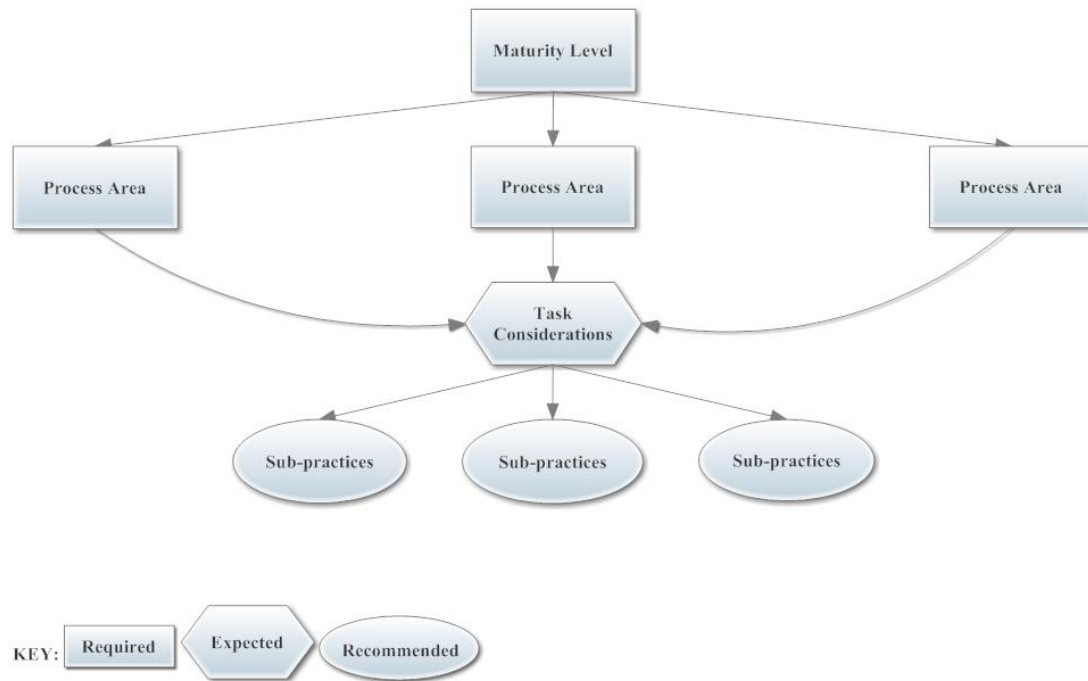 Maturity Level
Process Area
Process Area
Process Area
Task
Considerations
Sub-practices
Sub-practices
Sub-practices
KEY: Required Expected Recommended